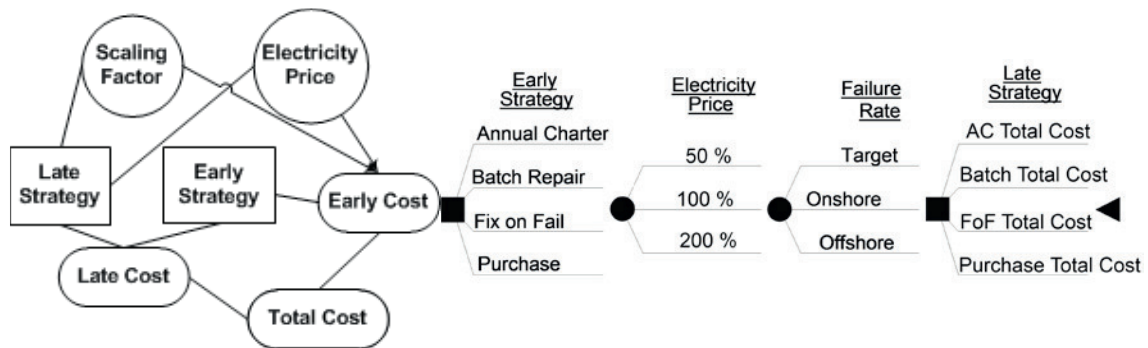 Scaling
Factor
Electricity
Price
Late
Strategy
Early
Strategy
Early Cost
Late Cost
Total Cost
Early
Strategy
Annual Charter
Batch Repair
Fix on Fail
Purchase
Electricity
Price
50 %
100 %
200 %
Failure
Rate
Target
Onshore
Offshore
Late
Strategy
AC Total Cost
Batch Total Cost
FoF Total Cost
Purchase Total Cost